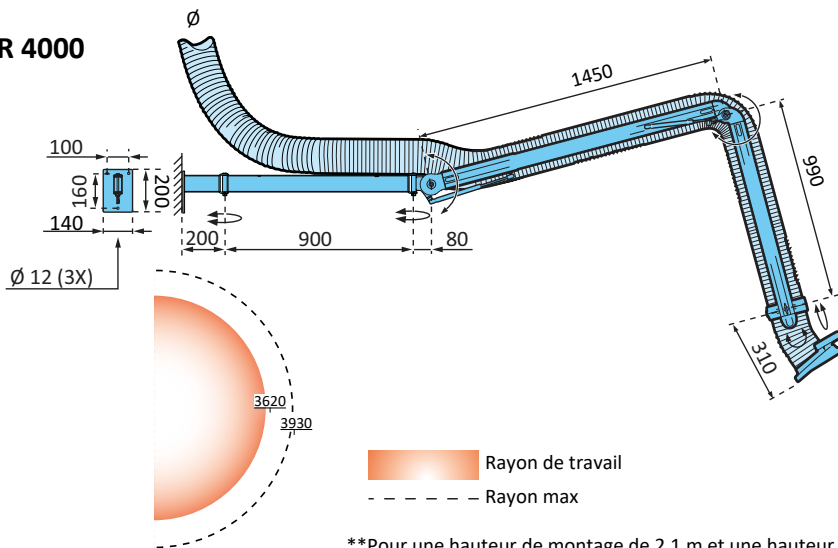 Ø
R 4000
1450
100
160
200
140
990
200
900
80
Ø 12 (3X)
310
3620
3930
Rayon de travail
Rayon max
**Pour une hauteur de montage de 2,1 m et une hauteur